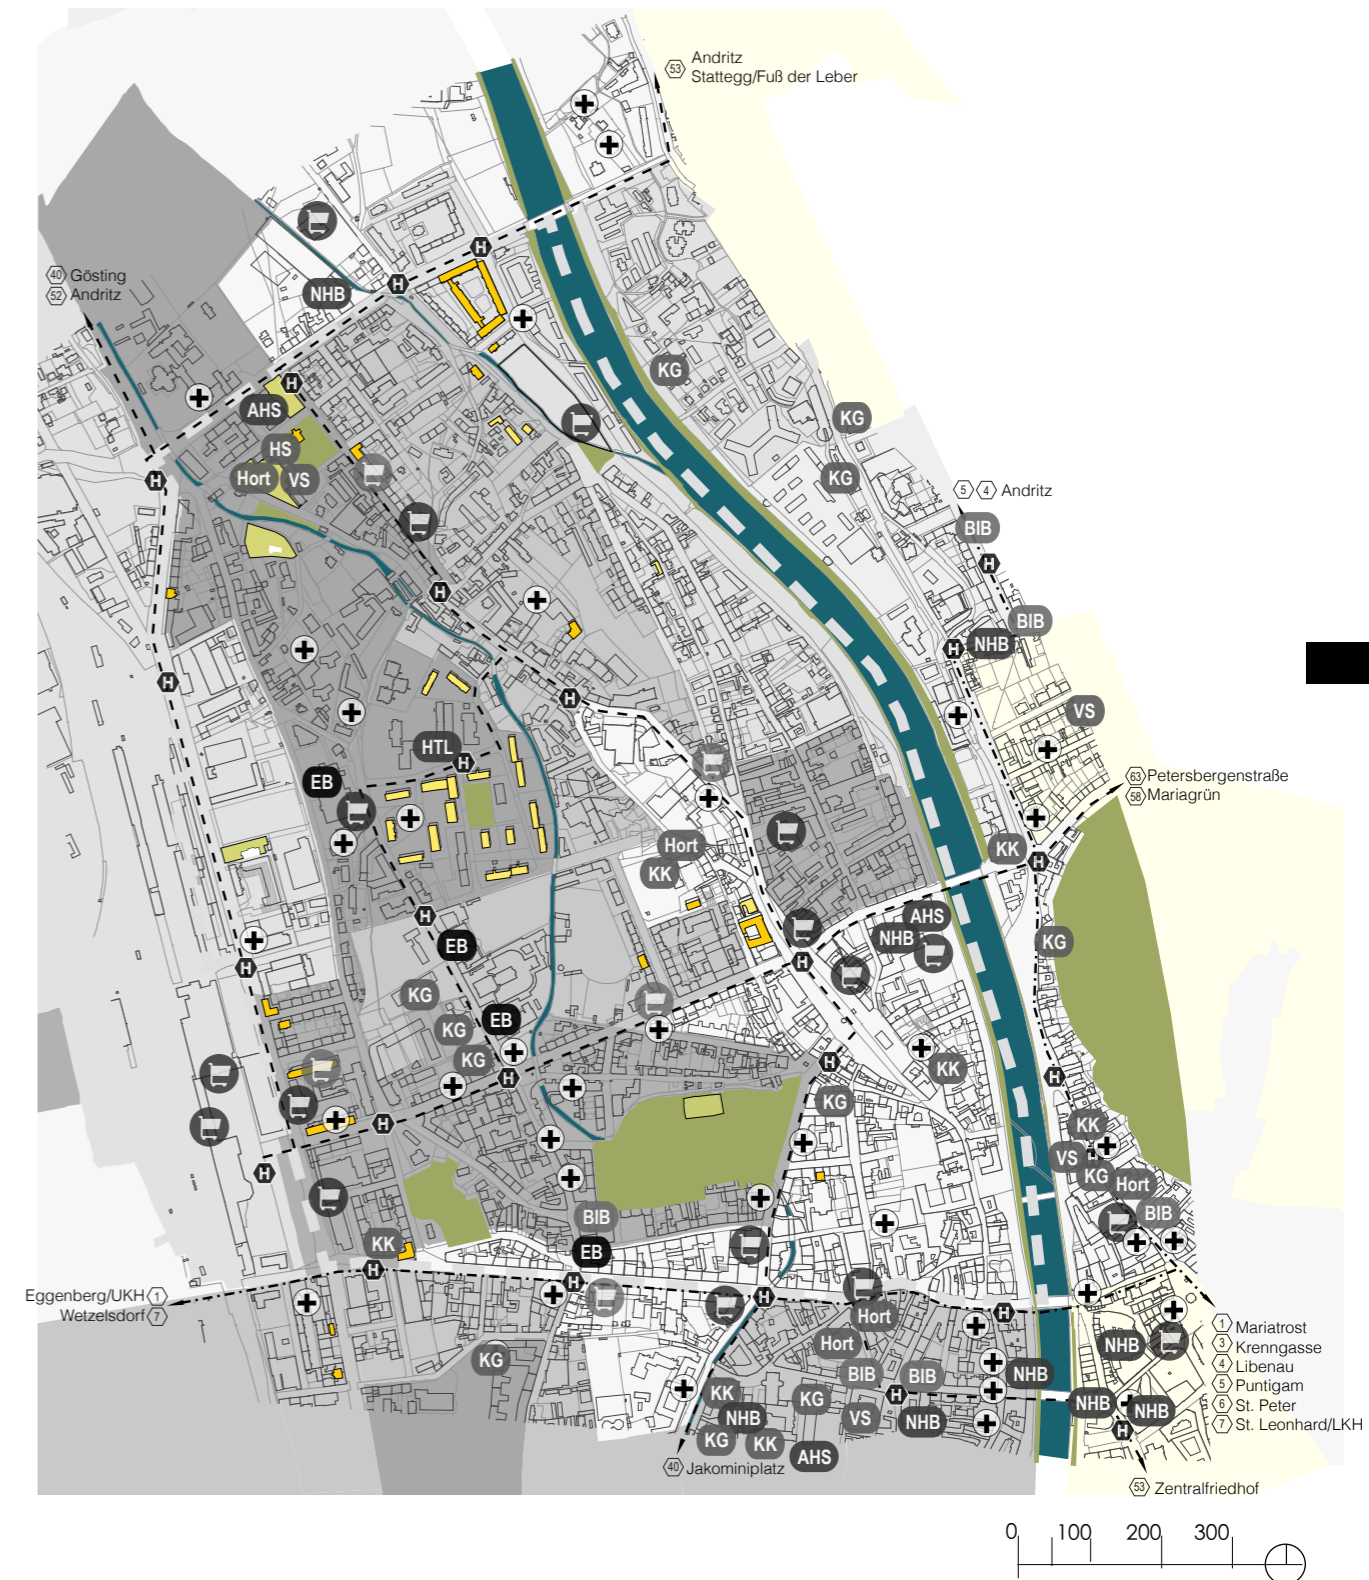 53
Andritz
Stattegg/Fuß der Leber
40 Gösting
52 Andritz
H
NHB
H
H
KG
AHS
KG
HS
Hort
VS
H
KG
5 4 Andritz
BIB
H
H
BIB
NHB
H
H
H
VS
HTL
H
EB
63 Petersbergenstraße
58 Mariagrün
Hort
KK
KK
H
H
AHS
NHB
EB
KG
H
H
KG
EB
KG
KG
H
H
KK
H
KG
H
KK
VS
H
KG
Hort
H
BIB
BIB
KK
EB
H
H
H
H
Eggenberg/UKH 1
Wetzelsdorf 7
Hort
Hort
1 Mariatrost
3 Krenngasse
4 Libenau
5 Puntigam
6 St. Peter
7 St. Leonhard/LKH
NHB
KG
BIB
BIB
NHB
KK
KG
H
NHB
NHB
NHB
VS
NHB
KG
KK
AHS
H
40 Jakominiplatz
53 Zentralfriedhof
0 100 200 300